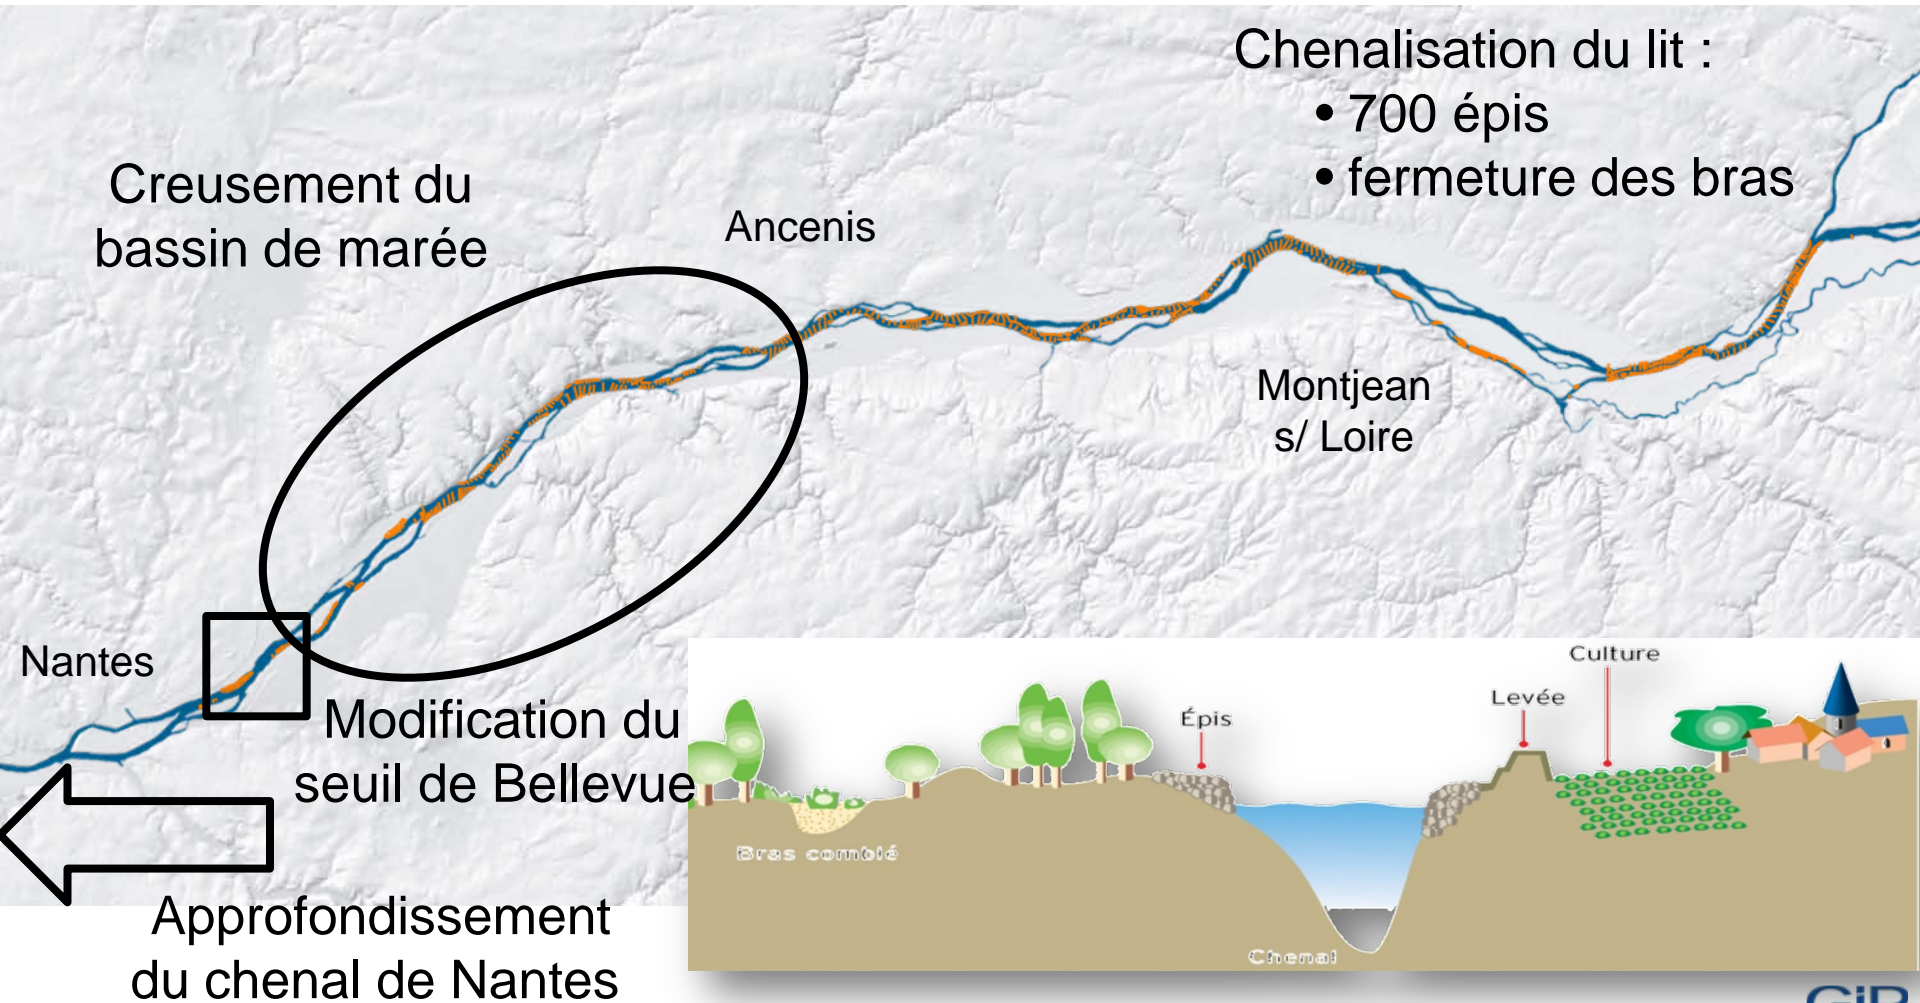 Chenalisation du lit :
• 700 épis
• fermeture des bras
Creusement du
bassin de marée
Ancenis
Montjean
s/ Loire
Nantes
Modification du
seuil de Bellevue
Approfondissement
du chenal de Nantes
Culture
Levée
Épis
Bras comblé
Chenal
GIP